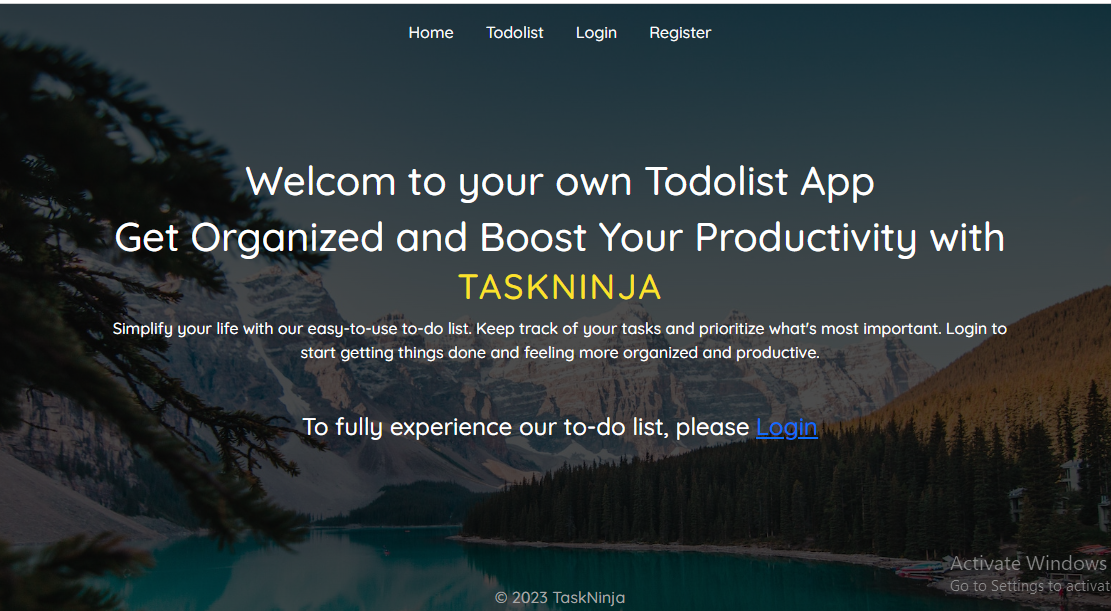 Home Todolist Login Register
Welcom to your own Todolist App
Get Organized and Boost Your Productivity with
TASKNINJA
Simplify your life with our easy-to-use to-do list. Keep track of your tasks and prioritize what's most important. Login to
start getting things done and feeling more organized and productive.
To fully experience our to-do list, please Login
Activate Windows
Go to Settings to activat
© 2023 TaskNinja